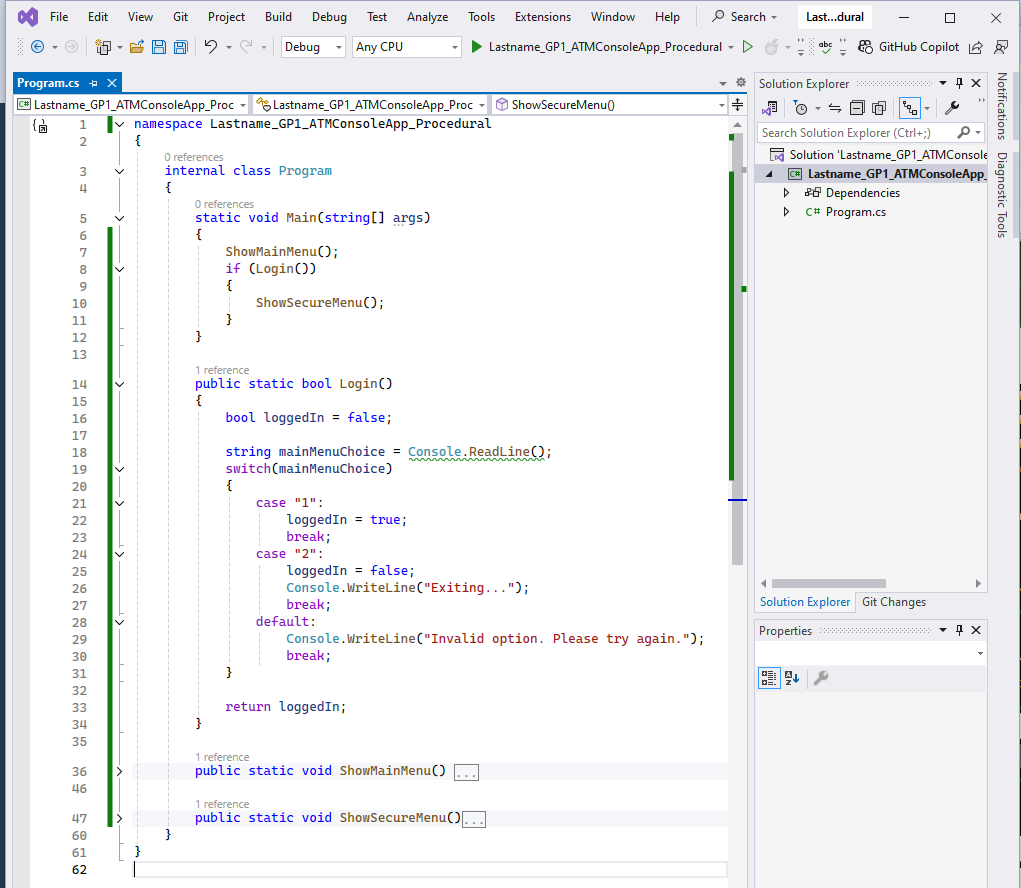 File Edit View Git Project Build Debug Test Analyze Tools Extensions Window Help Search Last...dural
Debug Any CPU Lastname_GP1_ATMConsoleApp_Procedural GitHub Copilot
Program.cs
Lastname_GP1_ATMConsoleApp_Proc Lastname_GP1_ATMConsoleApp_Proc ShowSecureMenu()
1 namespace Lastname_GP1_ATMConsoleApp_Procedural
2 {
0 references
3 internal class Program
4 {
0 references
5 static void Main(string[] args)
6 {
7 ShowMainMenu();
8 if (Login())
9 {
10 ShowSecureMenu();
11 }
12 }
13
1 reference
14 public static bool Login()
15 {
16 bool loggedIn = false;
17
18 string mainMenuChoice = Console.ReadLine();
19 switch(mainMenuChoice)
20 {
21 case "1":
22 loggedIn = true;
23 break;
24 case "2":
25 loggedIn = false;
26 Console.WriteLine("Exiting...");
27 break;
28 default:
29 Console.WriteLine("Invalid option. Please try again.");
30 break;
31 }
32
33 return loggedIn;
34 }
35
1 reference
36 public static void ShowMainMenu() ...
46
1 reference
47 public static void ShowSecureMenu()...
60 }
61 }
62
Solution Explorer
Search Solution Explorer (Ctrl+;)
Solution 'Lastname_GP1_ATMConsole
C# Lastname_GP1_ATMConsoleApp_
Dependencies
C# Program.cs
Solution Explorer Git Changes
Properties
Notifications
Diagnostic Tools